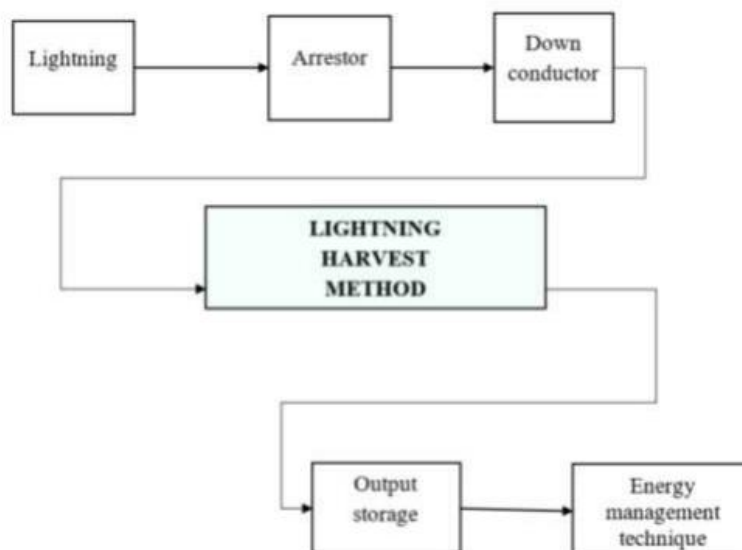 Lightning
Arrestor
Down
conductor
LIGHTNING
HARVEST
METHOD
Output
storage
Energy
management
technique